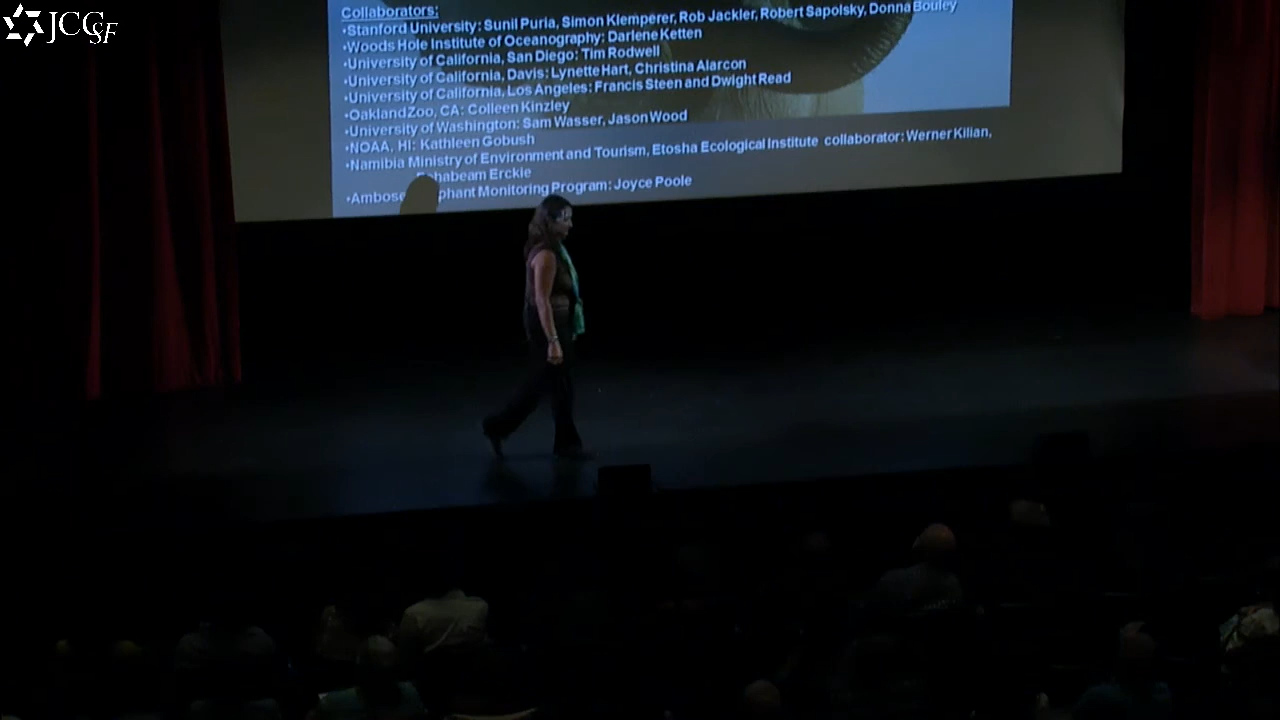 JCCSF
Collaborators:
•Stanford University: Sunil Puria, Simon Klemperer, Rob Jackler, Robert Sapolsky, Donna Bouley
•Woods Hole Institute of Oceanography: Darlene Ketten
•University of California, San Diego: Tim Rodwell
•University of California, Davis: Lynette Hart, Christina Alarcon
•University of California, Los Angeles: Francis Steen and Dwight Read
•Oakland Zoo, CA: Colleen Kinzley
•University of Washington: Sam Wasser, Jason Wood
•NOAA, HI: Kathleen Gobush
•Namibia Ministry of Environment and Tourism, Etosha Ecological Institute collaborator: Werner Kilian,
Erckie
Monitoring Program: Joyce Poole